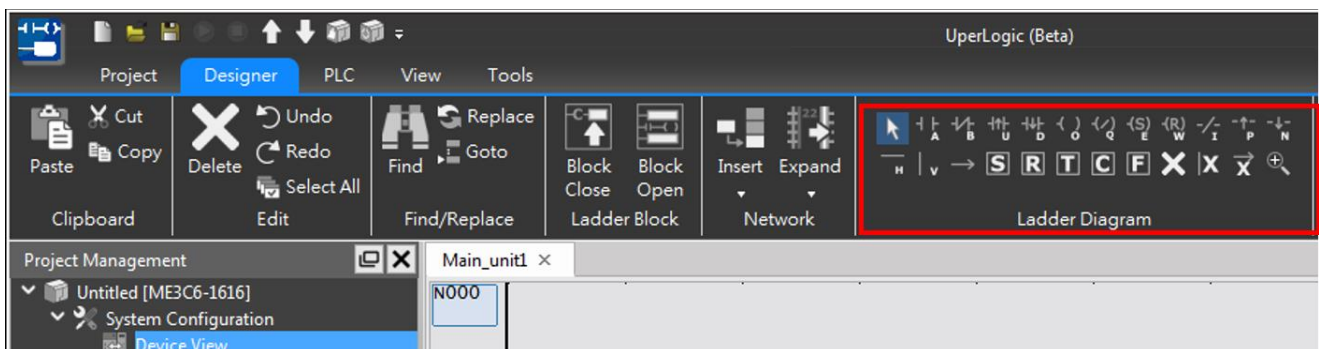 UperLogic (Beta)
Project Designer PLC View Tools
Cut Undo Replace
Copy Redo Goto
Paste Delete Select All Find Block Close Block Open Insert Expand
A B U D O Q E W I P N
H V S R T C F X X X
Clipboard Edit Find/Replace Ladder Block Network Ladder Diagram
Project Management Main_unit1
Untitled [ME3C6-1616] N000
System Configuration
Device View